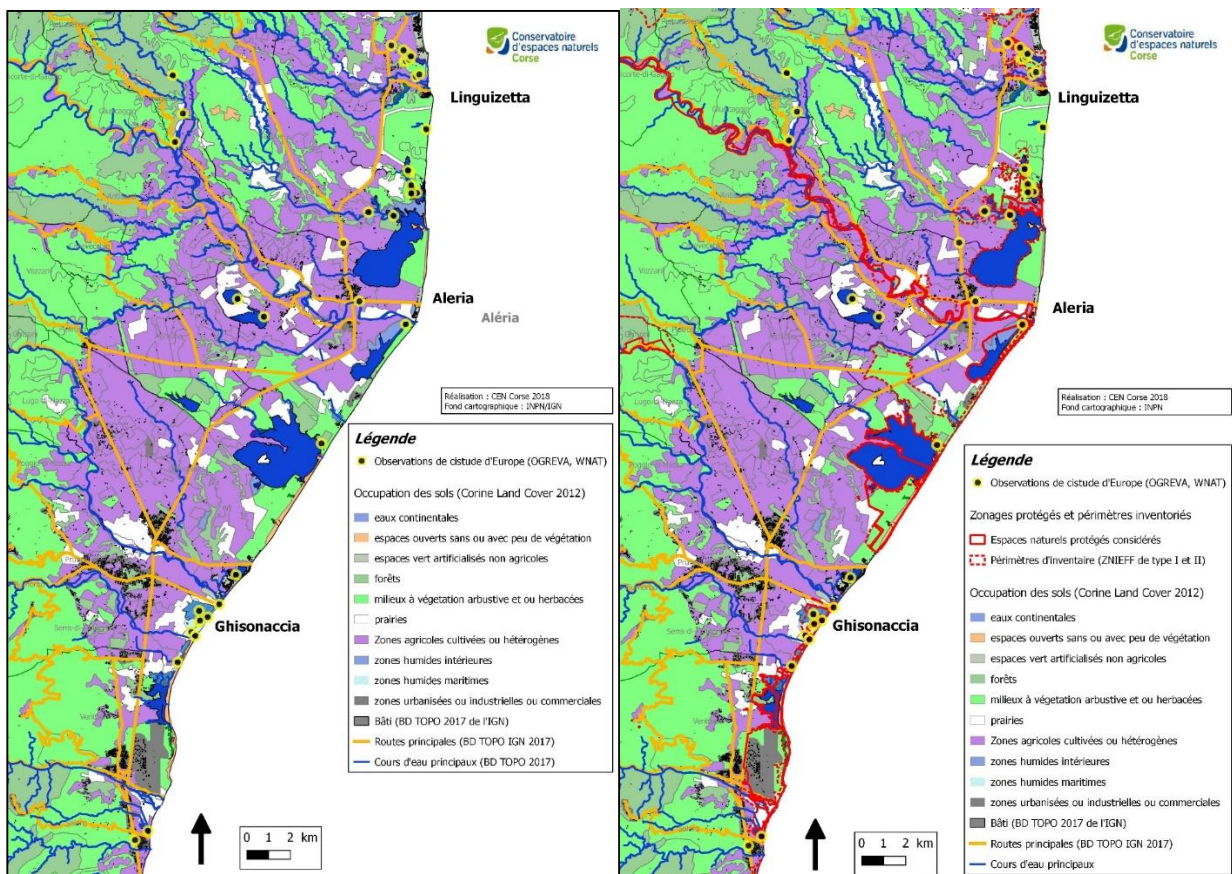 Conservatoire
d'espaces naturels
Corse
Linguizetta
Aleria
Aléria
Réalisation : CEN Corse 2018
Fond cartographique : INPN/IGN
Légende
Observations de cistude d'Europe (OGREVA, WNAT)
Occupation des sols (Corine Land Cover 2012)
eaux continentales
espaces ouverts sans ou avec peu de végétation
espaces vert artificialisés non agricoles
forêts
milieux à végétation arbustive et ou herbacées
prairies
Zones agricoles cultivées ou hétérogènes
zones humides intérieures
zones humides maritimes
zones urbanisées ou industrielles ou commerciales
Bâti (BD TOPO 2017 de l'IGN)
Routes principales (BD TOPO IGN 2017)
Cours d'eau principaux (BD TOPO 2017)
Ghisonaccia
0 1 2 km
Conservatoire
d'espaces naturels
Corse
Linguizetta
Aleria
Réalisation : CEN Corse 2018
Fond cartographique : INPN
Légende
Observations de cistude d'Europe (OGREVA, WNAT)
Zonages protégés et périmètres inventoriés
Espaces naturels protégés considérés
Périmètres d'inventaire (ZNIEFF de type I et II)
Occupation des sols (Corine Land Cover 2012)
eaux continentales
espaces ouverts sans ou avec peu de végétation
espaces vert artificialisés non agricoles
forêts
milieux à végétation arbustive et ou herbacées
prairies
Zones agricoles cultivées ou hétérogènes
zones humides intérieures
zones humides maritimes
zones urbanisées ou industrielles ou commerciales
Bâti (BD TOPO 2017 de l'IGN)
Routes principales (BD TOPO IGN 2017)
Cours d'eau principaux
Ghisonaccia
0 1 2 km